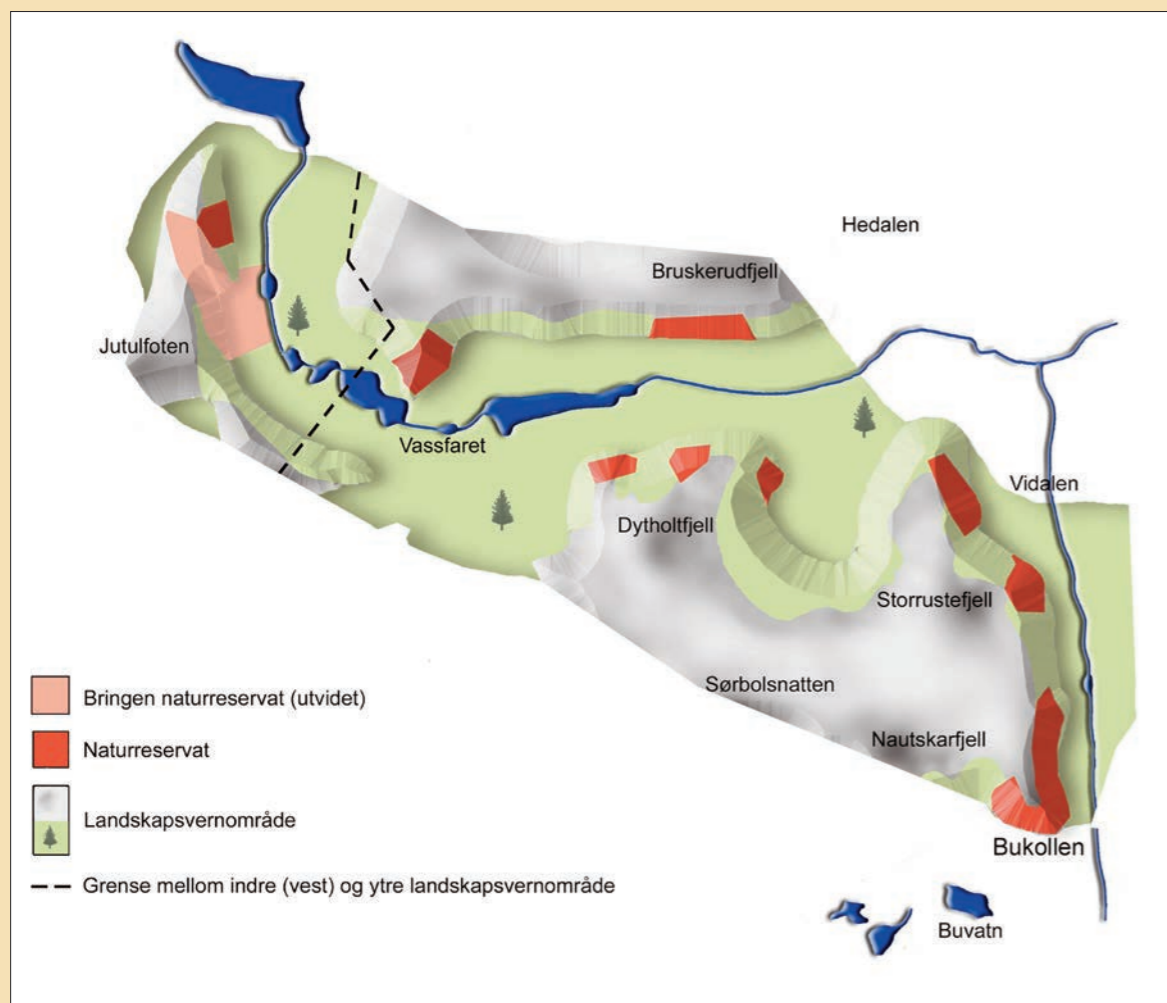 Hedalen
Bruskerudfjell
Jutulfoten
Vassfaret
Vidalen
Dytholtfjell
Storrustefjell
Sørbolsnatten
Nautskarfjell
Bukollen
Buvatn
Bringen naturreservat (utvidet)
Naturreservat
Landskapsvernområde
Grense mellom indre (vest) og ytre landskapsvernområde